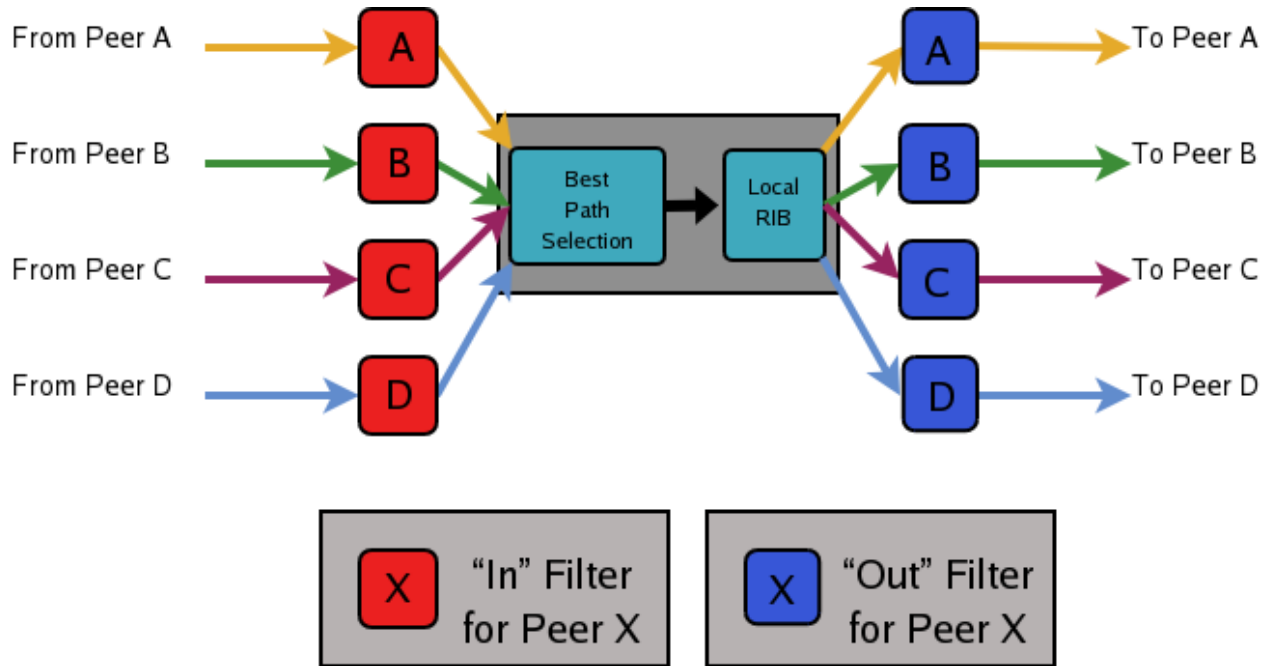 From Peer A
A
A
To Peer A
From Peer B
B
Best
Path
Selection
Local
RIB
B
To Peer B
From Peer C
C
C
To Peer C
From Peer D
D
D
To Peer D
X
“In” Filter
for Peer X
X
“Out” Filter
for Peer X